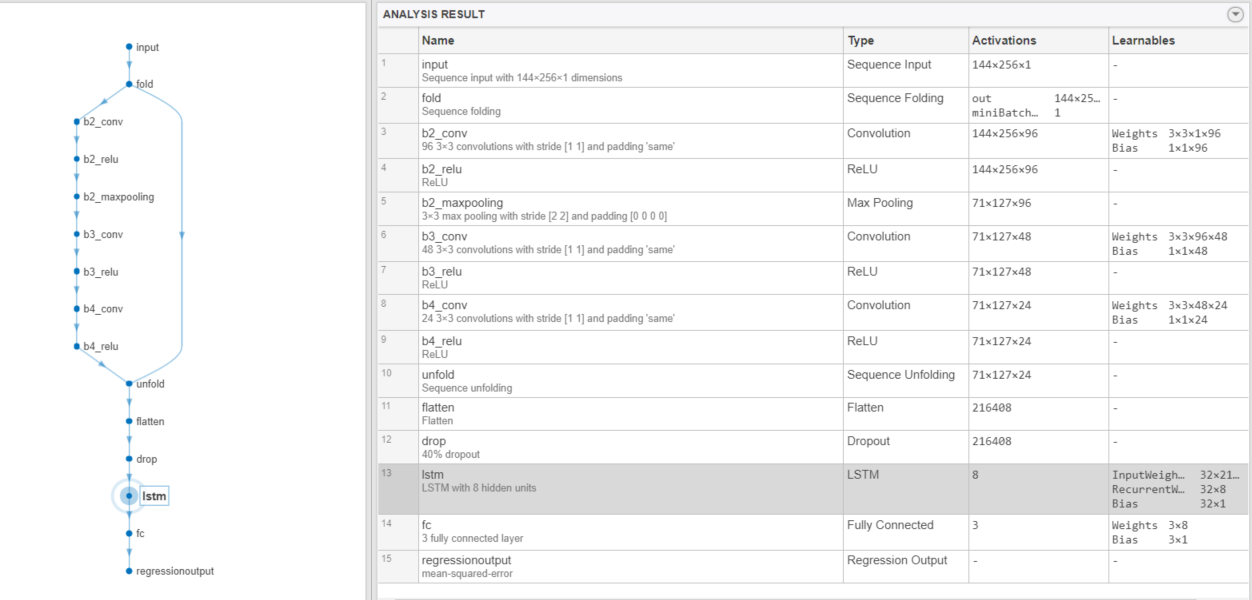 input
fold
b2_conv
b2_relu
b2_maxpooling
b3_conv
b3_relu
b4_conv
b4_relu
unfold
flatten
drop
lstm
fc
regressionoutput
ANALYSIS RESULT
Name Type Activations Learnables
1 input Sequence Input 144×256×1 -
Sequence input with 144×256×1 dimensions
2 fold Sequence Folding out 144×25… -
Sequence folding miniBatch… 1
3 b2_conv Convolution 144×256×96 Weights 3×3×1×96
96 3×3 convolutions with stride [1 1] and padding 'same' Bias 1×1×96
4 b2_relu ReLU 144×256×96 -
ReLU
5 b2_maxpooling Max Pooling 71×127×96 -
3×3 max pooling with stride [2 2] and padding [0 0 0 0]
6 b3_conv Convolution 71×127×48 Weights 3×3×96×48
48 3×3 convolutions with stride [1 1] and padding 'same' Bias 1×1×48
7 b3_relu ReLU 71×127×48 -
ReLU
8 b4_conv Convolution 71×127×24 Weights 3×3×48×24
24 3×3 convolutions with stride [1 1] and padding 'same' Bias 1×1×24
9 b4_relu ReLU 71×127×24 -
ReLU
10 unfold Sequence Unfolding 71×127×24 -
Sequence unfolding
11 flatten Flatten 216408 -
Flatten
12 drop Dropout 216408 -
40% dropout
13 lstm LSTM 8 InputWeigh… 32×21…
LSTM with 8 hidden units RecurrentW… 32×8
Bias 32×1
14 fc Fully Connected 3 Weights 3×8
3 fully connected layer Bias 3×1
15 regressionoutput Regression Output - -
mean-squared-error